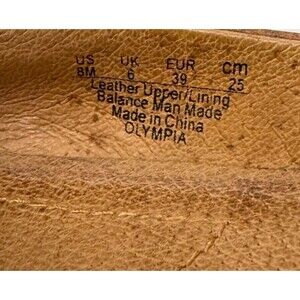 US UK EUR cm
8M 6 39 25
Leather Upper/Lining
Balance Man Made
Made in China
OLYMPIA